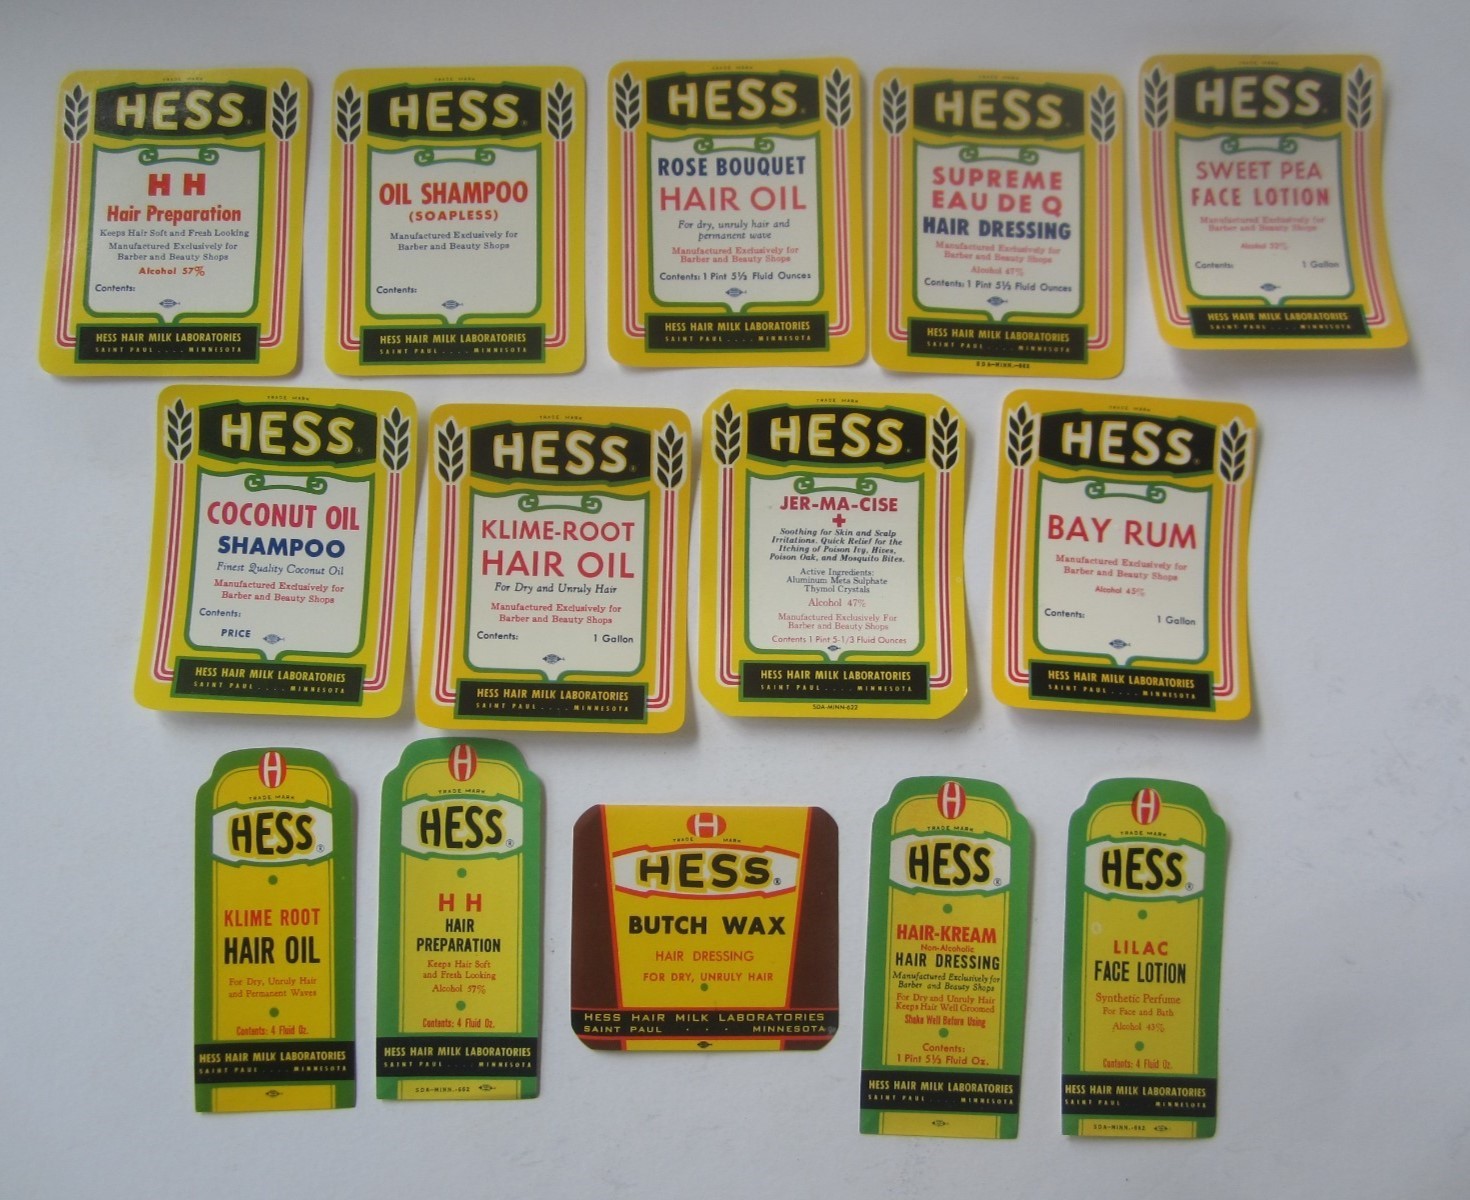 TRADE MARK
HESS®
H H
Hair Preparation
Keeps Hair Soft and Fresh Looking
Manufactured Exclusively for
Barber and Beauty Shops
Alcohol 57%
Contents:
HESS HAIR MILK LABORATORIES
SAINT PAUL .... MINNESOTA
TRADE MARK
HESS®
OIL SHAMPOO
(SOAPLESS)
Manufactured Exclusively for
Barber and Beauty Shops
Contents:
HESS HAIR MILK LABORATORIES
SAINT PAUL .... MINNESOTA
TRADE MARK
HESS®
ROSE BOUQUET
HAIR OIL
For dry, unruly hair and
permanent wave
Manufactured Exclusively for
Barber and Beauty Shops
Contents: 1 Pint 5⅓ Fluid Ounces
HESS HAIR MILK LABORATORIES
SAINT PAUL .... MINNESOTA
TRADE MARK
HESS®
SUPREME
EAU DE Q
HAIR DRESSING
Manufactured Exclusively for
Barber and Beauty Shops
Alcohol 47%
Contents: 1 Pint 5⅓ Fluid Ounces
HESS HAIR MILK LABORATORIES
SAINT PAUL .... MINNESOTA
TRADE MARK
HESS®
SWEET PEA
FACE LOTION
Manufactured Exclusively for
Barber and Beauty Shops
Alcohol
Contents: 1 Gallon
HESS HAIR MILK LABORATORIES
SAINT PAUL .... MINNESOTA
TRADE MARK
HESS®
COCONUT OIL
SHAMPOO
Finest Quality Coconut Oil
Manufactured Exclusively for
Barber and Beauty Shops
Contents:
PRICE
HESS HAIR MILK LABORATORIES
SAINT PAUL .... MINNESOTA
TRADE MARK
HESS®
KLIME-ROOT
HAIR OIL
For Dry and Unruly Hair
Manufactured Exclusively for
Barber and Beauty Shops
Contents: 1 Gallon
HESS HAIR MILK LABORATORIES
SAINT PAUL .... MINNESOTA
TRADE MARK
HESS®
JER-MA-CISE
Soothing for Skin and Scalp
Irritations. Quick Relief for the
Itching of Poison Ivy, Hives,
Poison Oak, and Mosquito Bites.
Active Ingredients:
Aluminum Meta Sulphate
Thymol Crystals
Alcohol 47%
Manufactured Exclusively For
Barber and Beauty Shops
Contents 1 Pint 5-1/3 Fluid Ounces
HESS HAIR MILK LABORATORIES
SAINT PAUL .... MINNESOTA
SDA-MINN-622
TRADE MARK
HESS®
BAY RUM
Manufactured Exclusively for
Barber and Beauty Shops
Alcohol 45%
Contents: 1 Gallon
HESS HAIR MILK LABORATORIES
SAINT PAUL .... MINNESOTA
H
TRADE MARK
HESS®
KLIME ROOT
HAIR OIL
For Dry, Unruly Hair
and Permanent Waves
Contents: 4 Fluid Oz.
HESS HAIR MILK LABORATORIES
SAINT PAUL .... MINNESOTA
H
TRADE MARK
HESS®
H H
HAIR
PREPARATION
Keeps Hair Soft
and Fresh Looking
Alcohol 57%
Contents: 4 Fluid Oz.
HESS HAIR MILK LABORATORIES
SAINT PAUL .... MINNESOTA
H
TRADE MARK
HESS®
BUTCH WAX
HAIR DRESSING
FOR DRY, UNRULY HAIR
HESS HAIR MILK LABORATORIES
SAINT PAUL · · · MINNESOTA
H
TRADE MARK
HESS®
HAIR-KREAM
Non-Alcoholic
HAIR DRESSING
Manufactured Exclusively for
Barber and Beauty Shops
For Dry and Unruly Hair
Keeps Hair Well Groomed
Shake Well Before Using
Contents:
1 Pint 5⅓ Fluid Oz.
HESS HAIR MILK LABORATORIES
SAINT PAUL .... MINNESOTA
H
TRADE MARK
HESS®
LILAC
FACE LOTION
Synthetic Perfume
For Face and Bath
Alcohol 45%
Contents: 4 Fluid Oz.
HESS HAIR MILK LABORATORIES
SAINT PAUL MINNESOTA